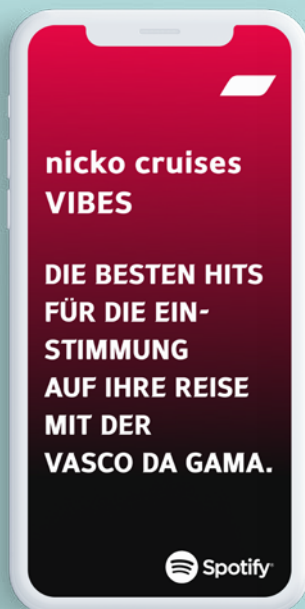 nicko cruises
VIBES
DIE BESTEN HITS
FÜR DIE EIN-
STIMMUNG
AUF IHRE REISE
MIT DER
VASCO DA GAMA.
Spotify